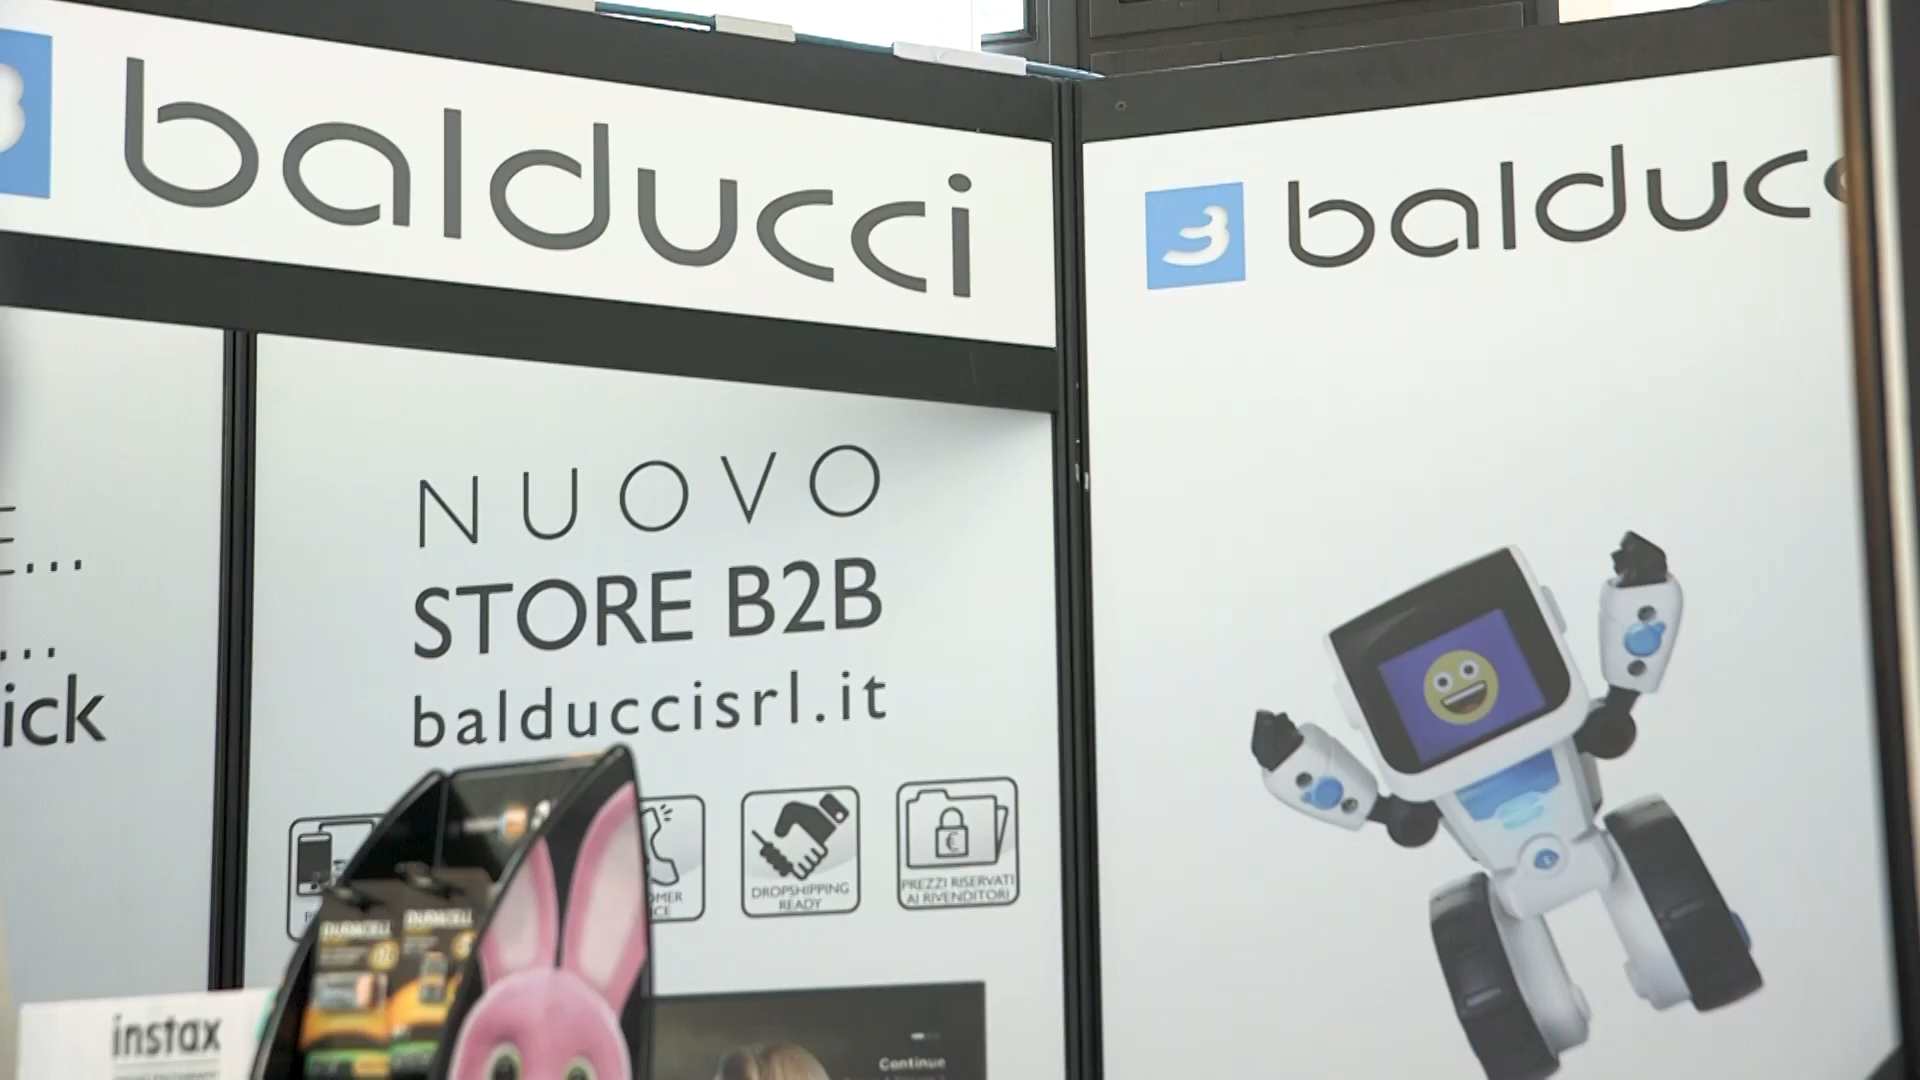 balducci
balducc
NUOVO
STORE B2B
balduccisrl.it
ick
DROPSHIPPING
READY
PREZZI RISERVATI
AI RIVENDITORI
DURACELL
DURACELL
instax
Continue